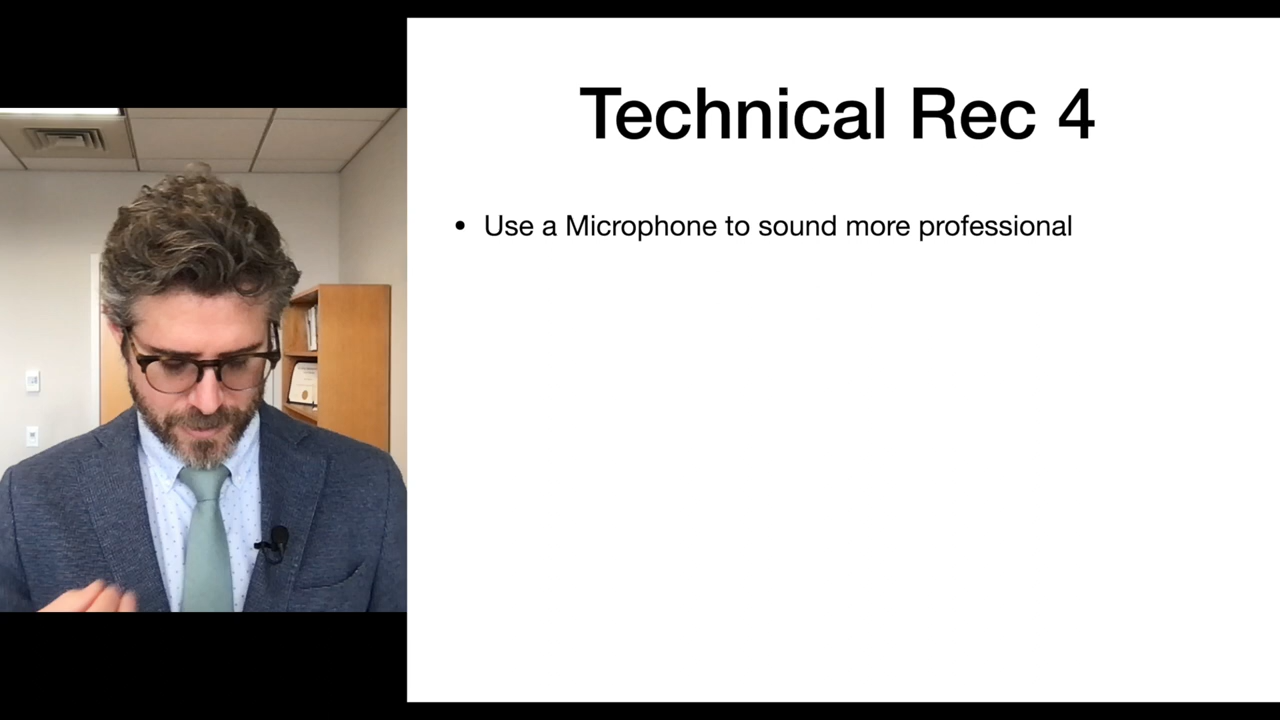 Technical Rec 4
• Use a Microphone to sound more professional